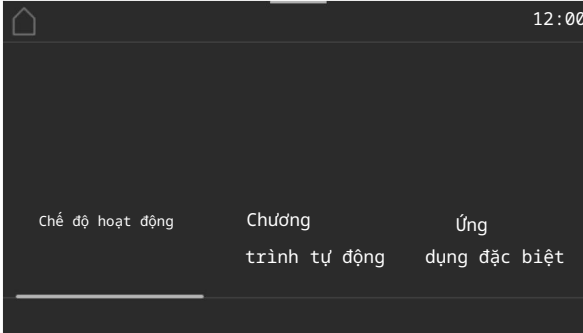 12:00
Chế độ hoạt động
Chương
trình tự động
Ứng
dụng đặc biệt